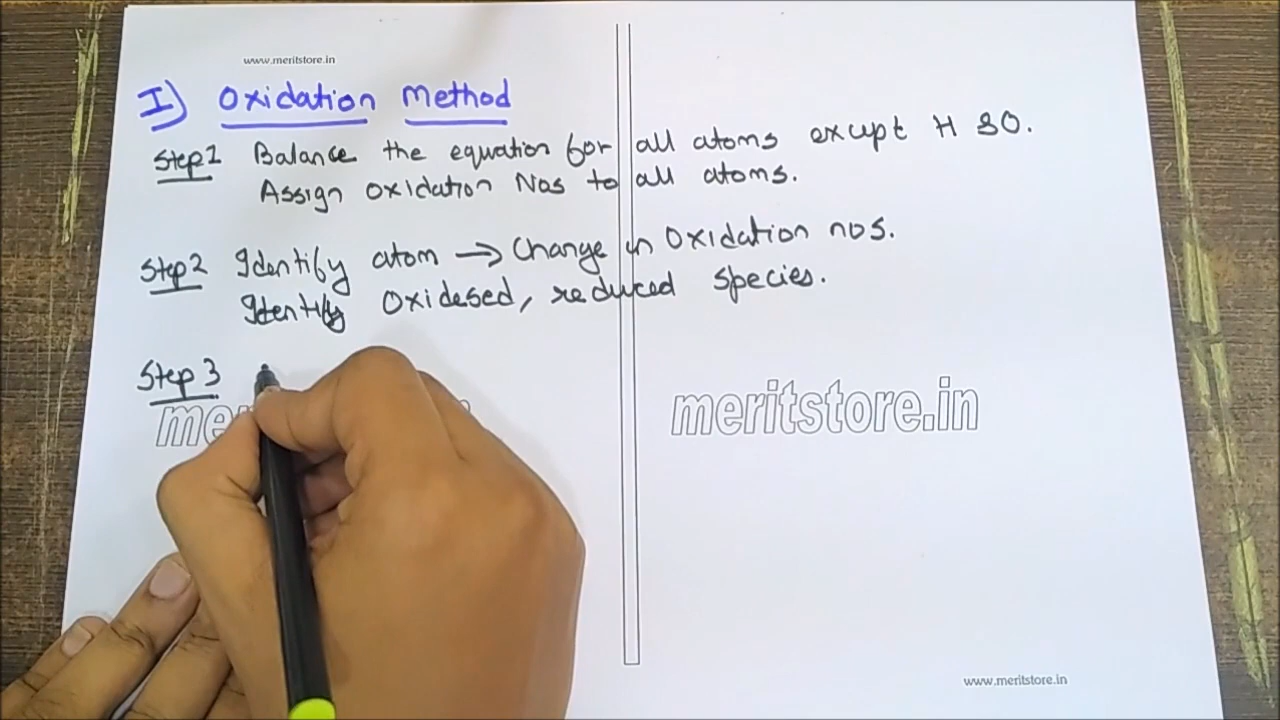 www.meritstore.in
I) Oxidation Method
Step1 Balance the equation for all atoms except H &O.
Assign oxidation Nos to all atoms.
Step2 Identify atom → Change in Oxidation nos.
Identify Oxidesed, reduced species.
Step 3
meritstore.in
www.meritstore.in